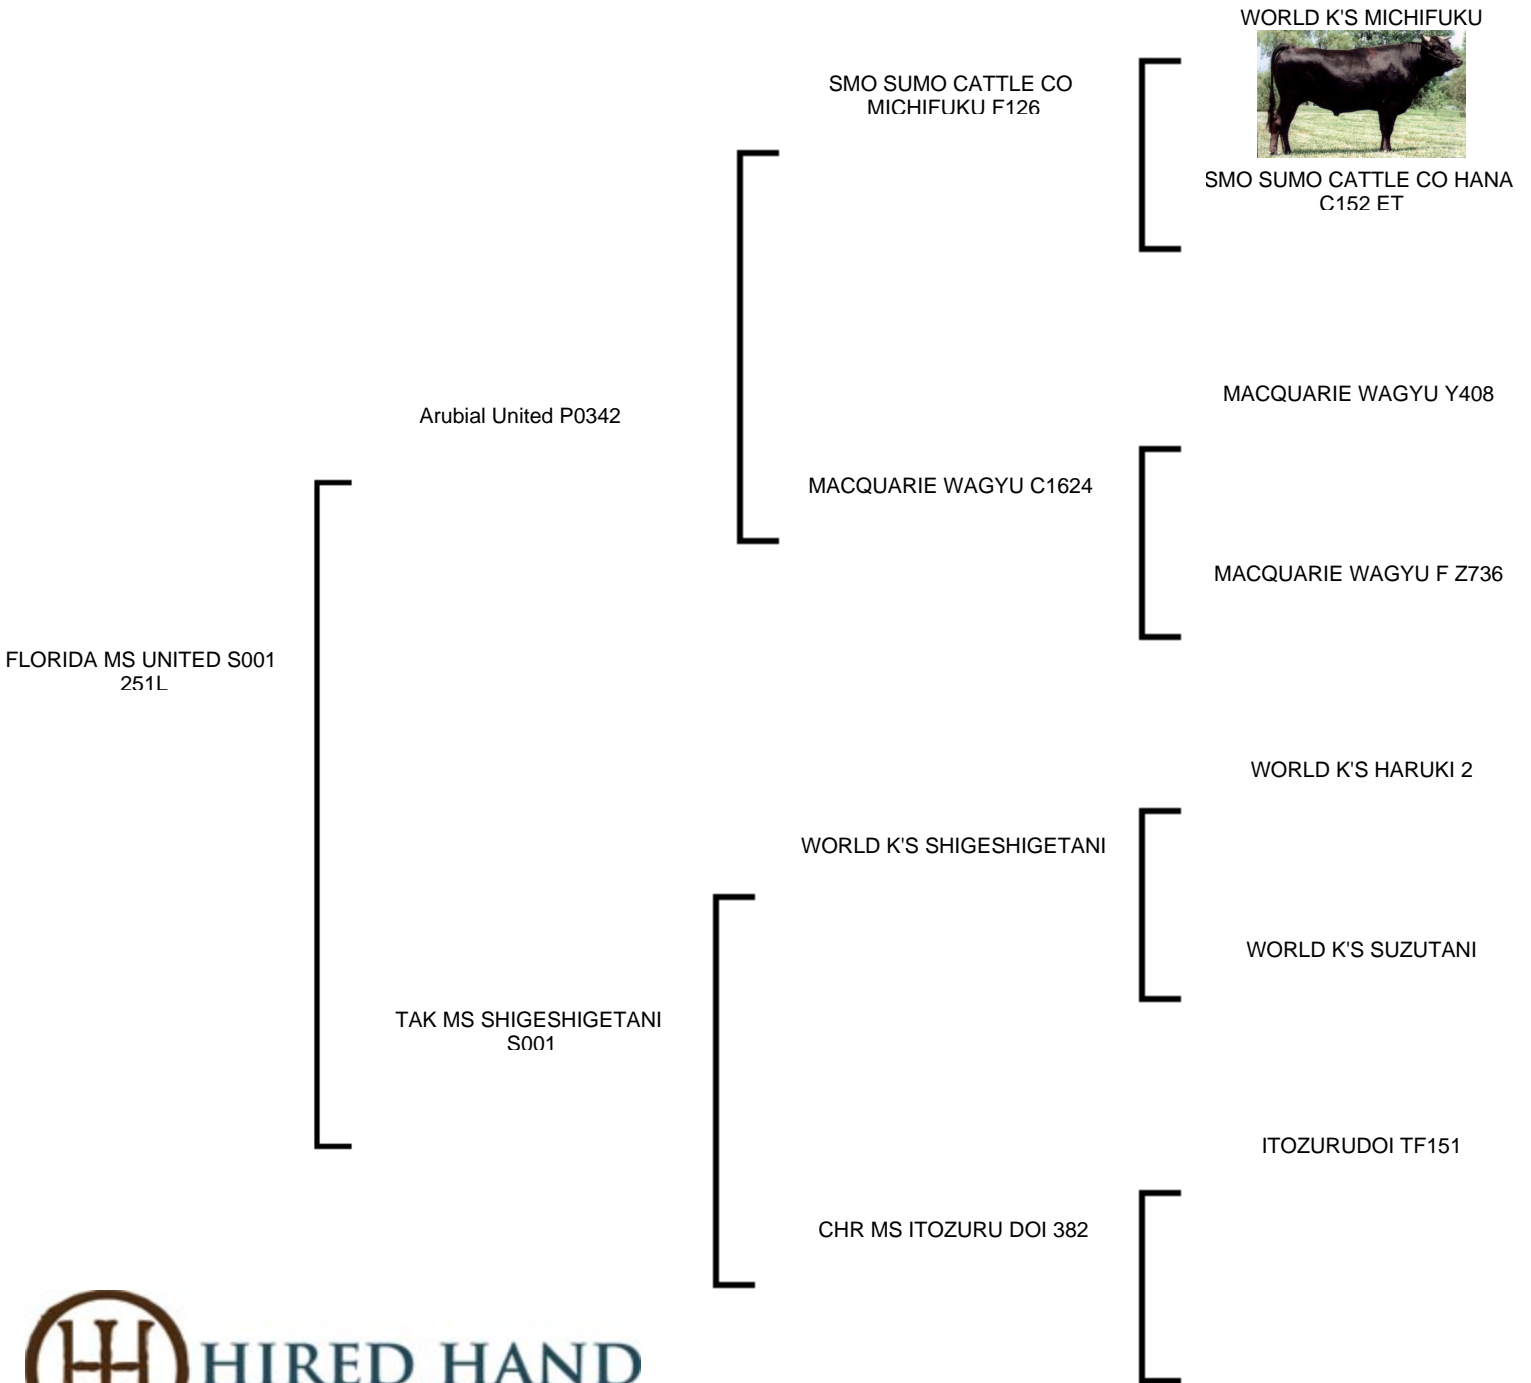 WORLD K'S MICHIFUKU
SMO SUMO CATTLE CO
MICHIFUKU F126
SMO SUMO CATTLE CO HANA
C152 ET
MACQUARIE WAGYU Y408
Arubial United P0342
MACQUARIE WAGYU C1624
MACQUARIE WAGYU F Z736
FLORIDA MS UNITED S001
251L
WORLD K'S HARUKI 2
WORLD K'S SHIGESHIGETANI
WORLD K'S SUZUTANI
TAK MS SHIGESHIGETANI
S001
ITOZURUDOI TF151
CHR MS ITOZURU DOI 382
HIRED HAND